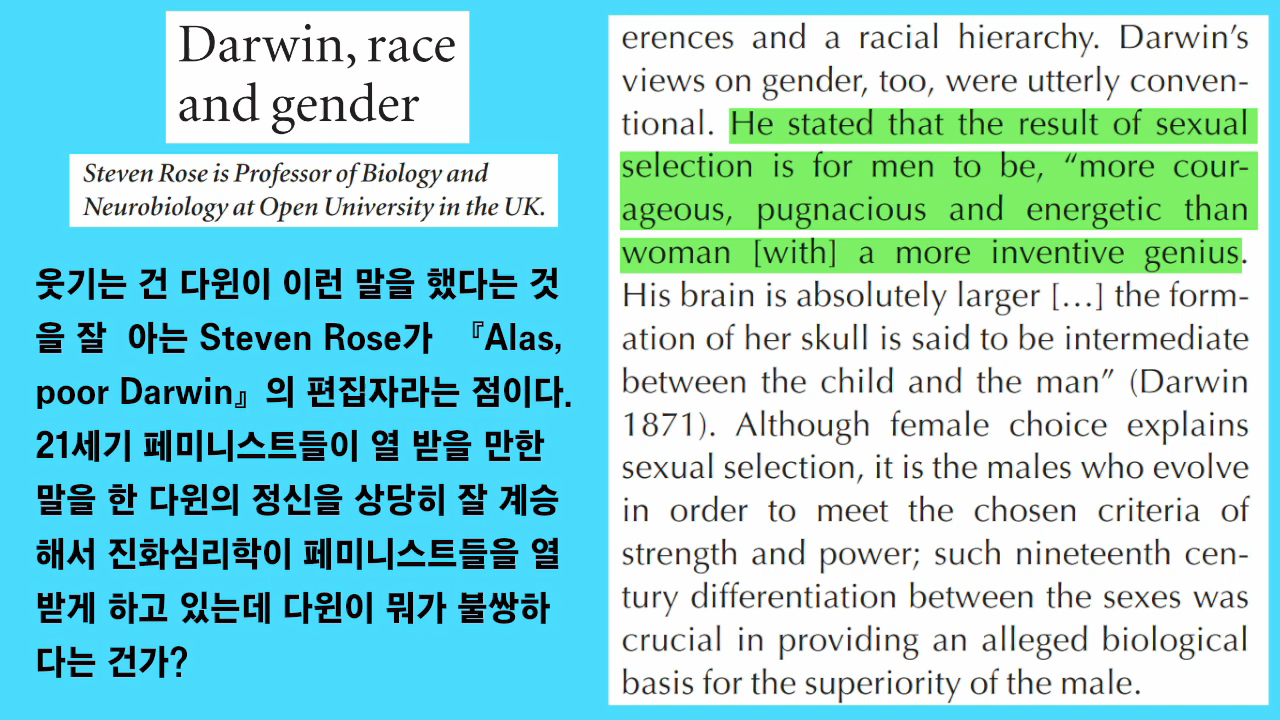 Darwin, race
and gender
Steven Rose is Professor of Biology and
Neurobiology at Open University in the UK.
웃기는 건 다윈이 이런 말을 했다는 것
을 잘 아는 Steven Rose가 『Alas,
poor Darwin』의 편집자라는 점이다.
21세기 페미니스트들이 열 받을 만한
말을 한 다윈의 정신을 상당히 잘 계승
해서 진화심리학이 페미니스트들을 열
받게 하고 있는데 다윈이 뭐가 불쌍하
다는 건가?
erences and a racial hierarchy. Darwin's
views on gender, too, were utterly conven-
tional. He stated that the result of sexual
selection is for men to be, “more cour-
ageous, pugnacious and energetic than
woman [with] a more inventive genius.
His brain is absolutely larger […] the form-
ation of her skull is said to be intermediate
between the child and the man” (Darwin
1871). Although female choice explains
sexual selection, it is the males who evolve
in order to meet the chosen criteria of
strength and power; such nineteenth cen-
tury differentiation between the sexes was
crucial in providing an alleged biological
basis for the superiority of the male.